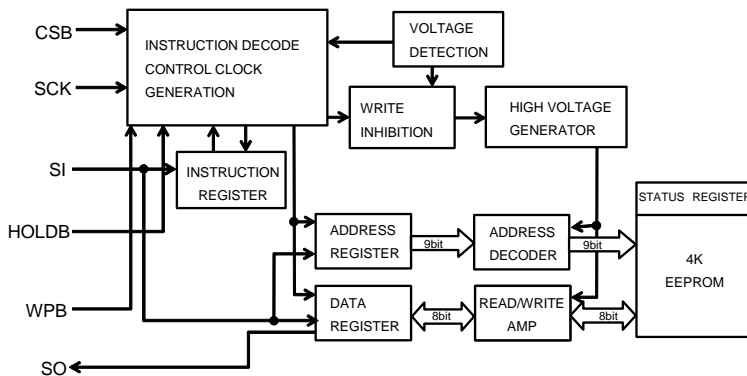 CSB
SCK
SI
HOLDB
WPB
SO
INSTRUCTION DECODE
CONTROL CLOCK
GENERATION
VOLTAGE
DETECTION
WRITE
INHIBITION
HIGH VOLTAGE
GENERATOR
INSTRUCTION
REGISTER
ADDRESS
REGISTER
9bit
ADDRESS
DECODER
9bit
DATA
REGISTER
8bit
READ/WRITE
AMP
8bit
STATUS REGISTER
4K
EEPROM